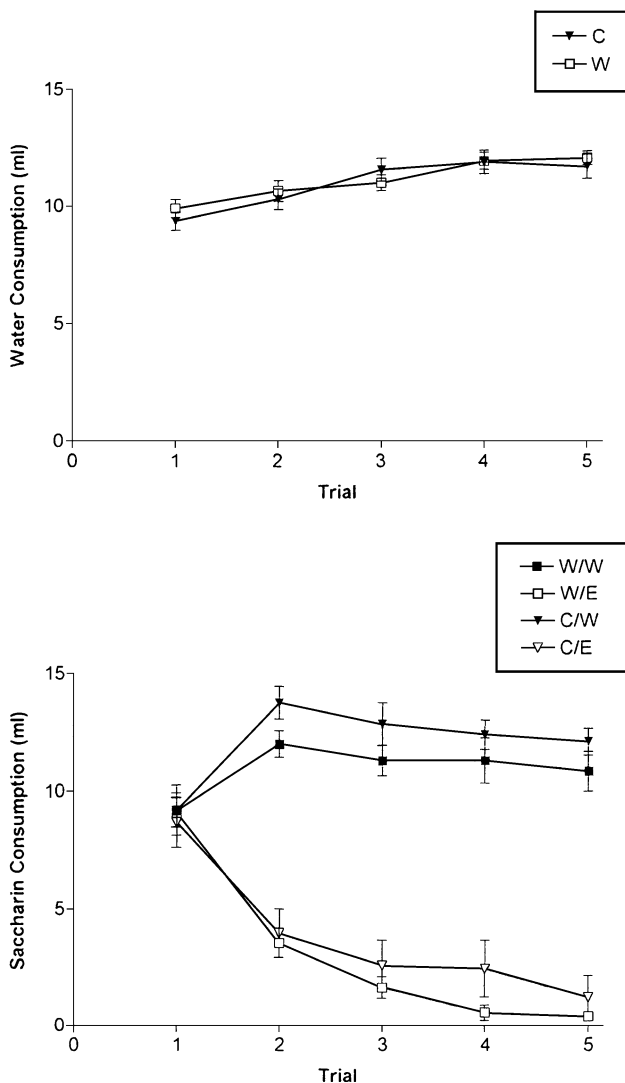 C
W
15
10
5
0
Water Consumption (ml)
0 1 2 3 4 5
Trial
W/W
W/E
C/W
C/E
15
10
5
0
Saccharin Consumption (ml)
0 1 2 3 4 5
Trial